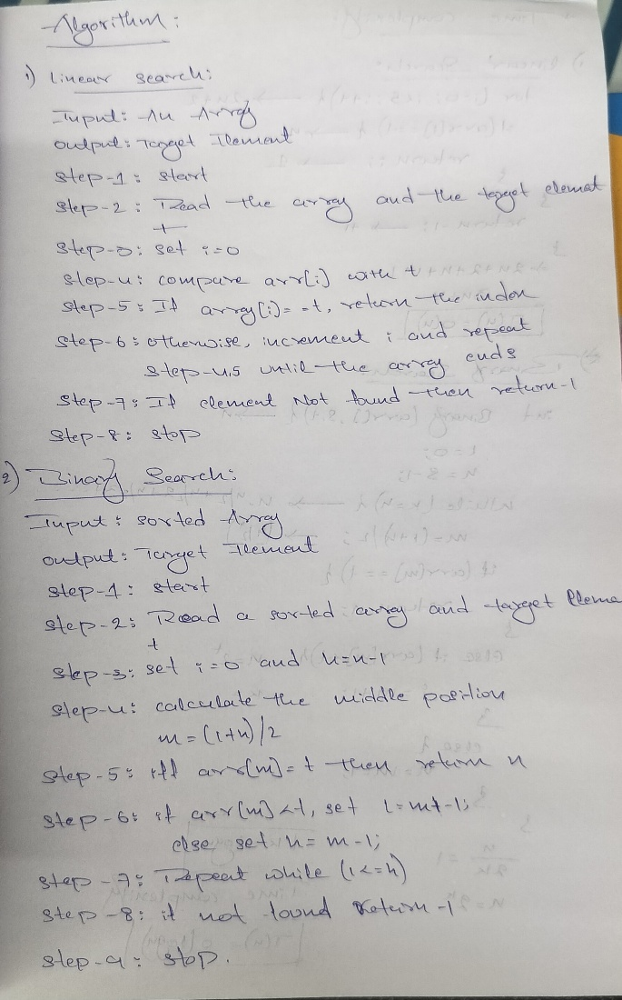 Algorithm:
1) Linear search:
Input: An Array
output: Target Element
step-1: start
step-2: Read the array and the target element
t
step-3: set i=0
step-4: compare arr[i] with t
step-5: If array[i]==t, return the index
step-6: otherwise, increment i and repeat
step-4,5 until the array ends
step-7: If element Not found then return -1
step-8: stop
2) Binary Search:
Input: sorted Array
output: Target Element
step-1: start
step-2: Read a sorted array and target Eleme
t
step-3: set i=0 and h=n-1
step-4: calculate the middle position
m=(l+h)/2
step-5: if arr[m]=t then return
step-6: if arr[m]<t, set l=m+1;
else set h=m-1;
step-7: Repeat while (l<=h)
step-8: if not found Return -1
step-9: stop.